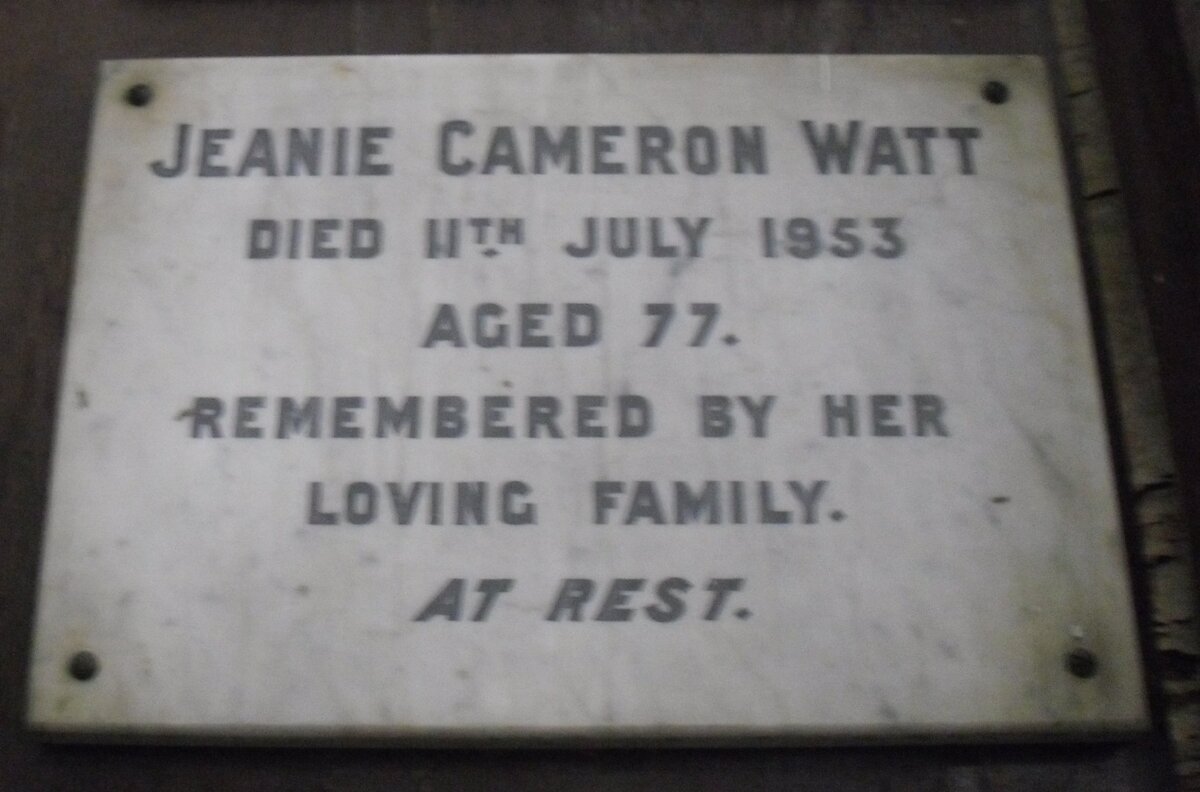 JEANIE CAMERON WATT
DIED 11TH JULY 1953
AGED 77.
REMEMBERED BY HER
LOVING FAMILY.
AT REST.